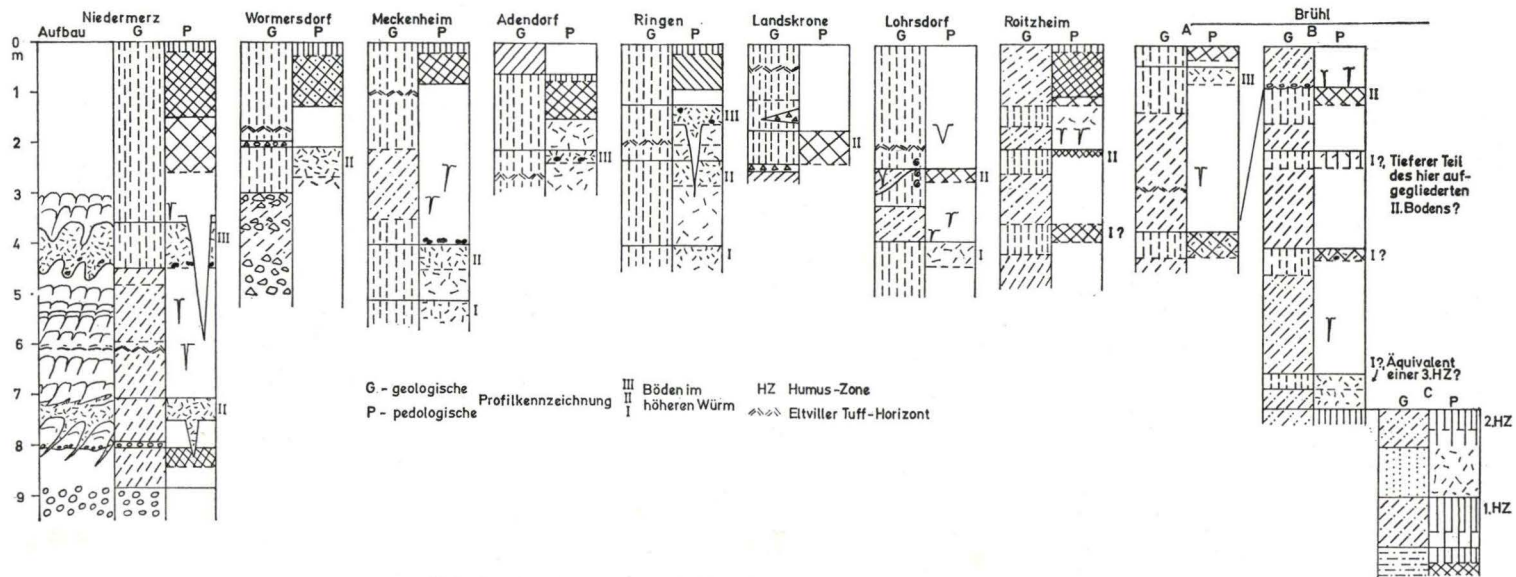 Niedermerz
Aufbau G P
Wormersdorf
G P
Meckenheim
G P
Adendorf
G P
Ringen
G P
Landskrone
G P
Lohrsdorf
G P
Roitzheim
G P
Brühl
A
G P
B
G P
0
m
1
2
3
4
5
6
7
8
9
III
II
II
II
I
III
III
II
I
II
II
I
II
I?
III
II
I? Tieferer Teil
des hier auf-
gegliederten
II. Bodens?
I?
I? Äquivalent
einer 3.HZ?
C
G P
2.HZ
1.HZ
G - geologische
P - pedologische
Profilkennzeichnung
III
II
I
Böden im
höheren Würm
HZ Humus-Zone
Eltviller Tuff-Horizont